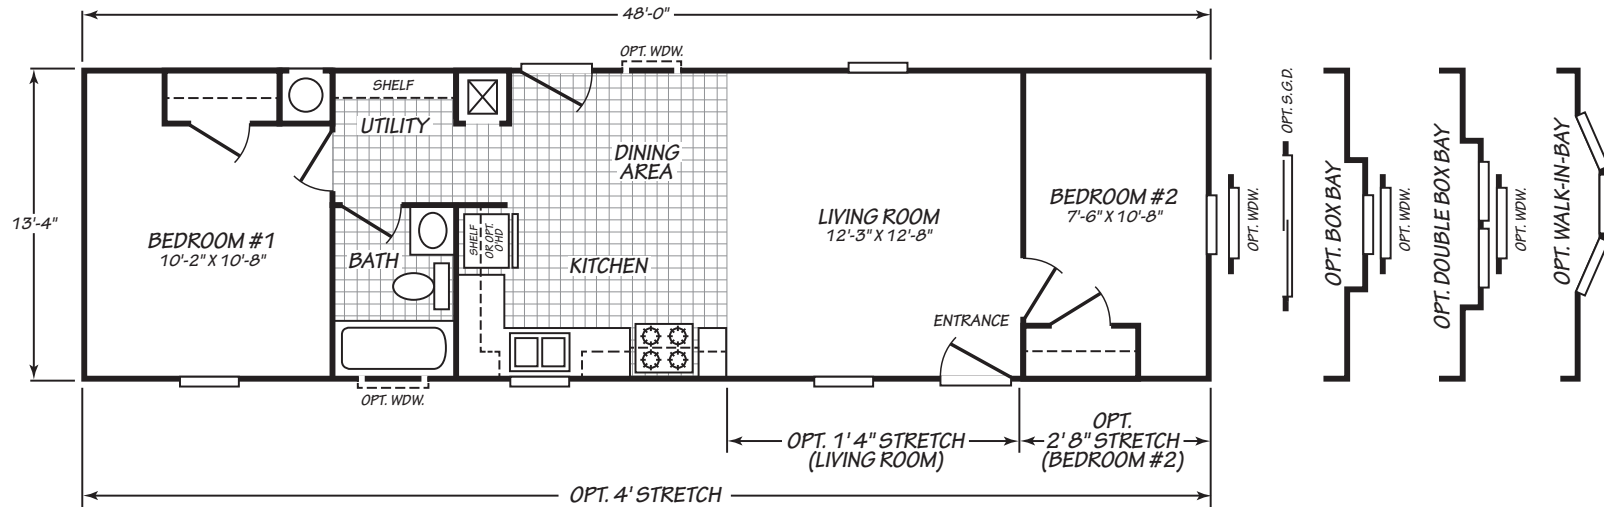 48'-0"
13'-4"
OPT. WDW.
SHELF
UTILITY
DINING
AREA
BEDROOM #1
10'-2" X 10'-8"
BATH
SHELF
OR OPT.
O'HD
KITCHEN
LIVING ROOM
12'-3" X 12'-8"
BEDROOM #2
7'-6" X 10'-8"
ENTRANCE
OPT. WDW.
OPT. WDW.
OPT. S.G.D.
OPT. BOX BAY
OPT. WDW.
OPT. DOUBLE BOX BAY
OPT. WDW.
OPT. WALK-IN-BAY
OPT. 1' 4" STRETCH
(LIVING ROOM)
OPT.
2' 8" STRETCH
(BEDROOM #2)
OPT. 4' STRETCH